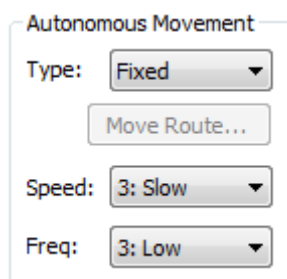 Autonomous Movement
Type: Fixed
Move Route...
Speed: 3: Slow
Freq: 3: Low